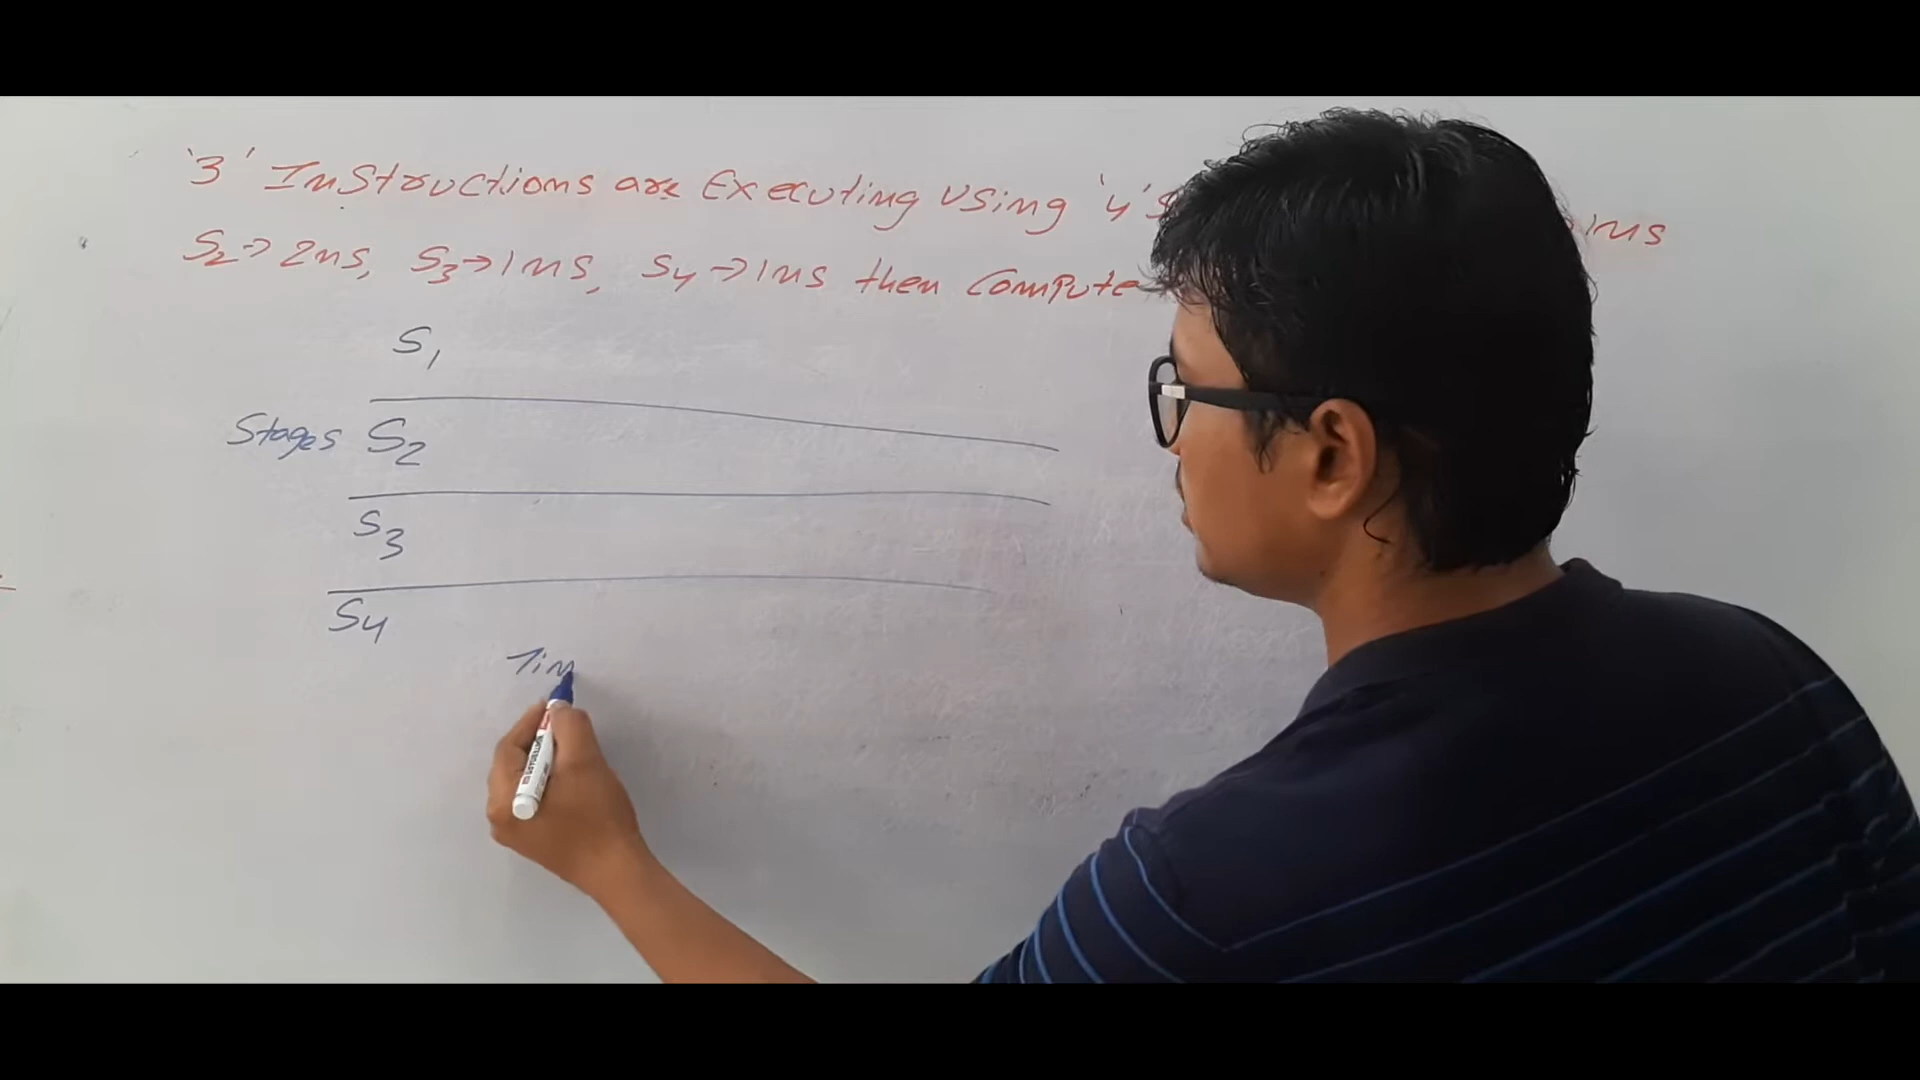 '3' Instructions are Executing using '4' S 1ns
S2→2ns, S3→1ns, S4→1ns then compute
S1
Stages S2
S3
S4
Tim